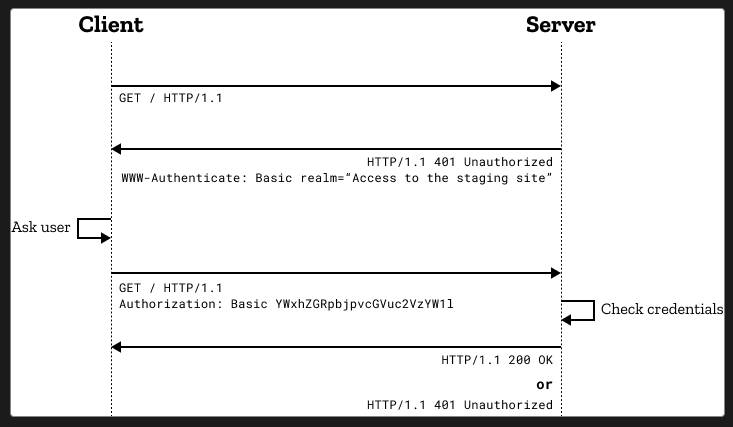 Client
Server
GET / HTTP/1.1
HTTP/1.1 401 Unauthorized
WWW-Authenticate: Basic realm=“Access to the staging site”
Ask user
GET / HTTP/1.1
Authorization: Basic YWxhZGRpbjpvcGVuc2VzYW1l
Check credentials
HTTP/1.1 200 OK
or
HTTP/1.1 401 Unauthorized